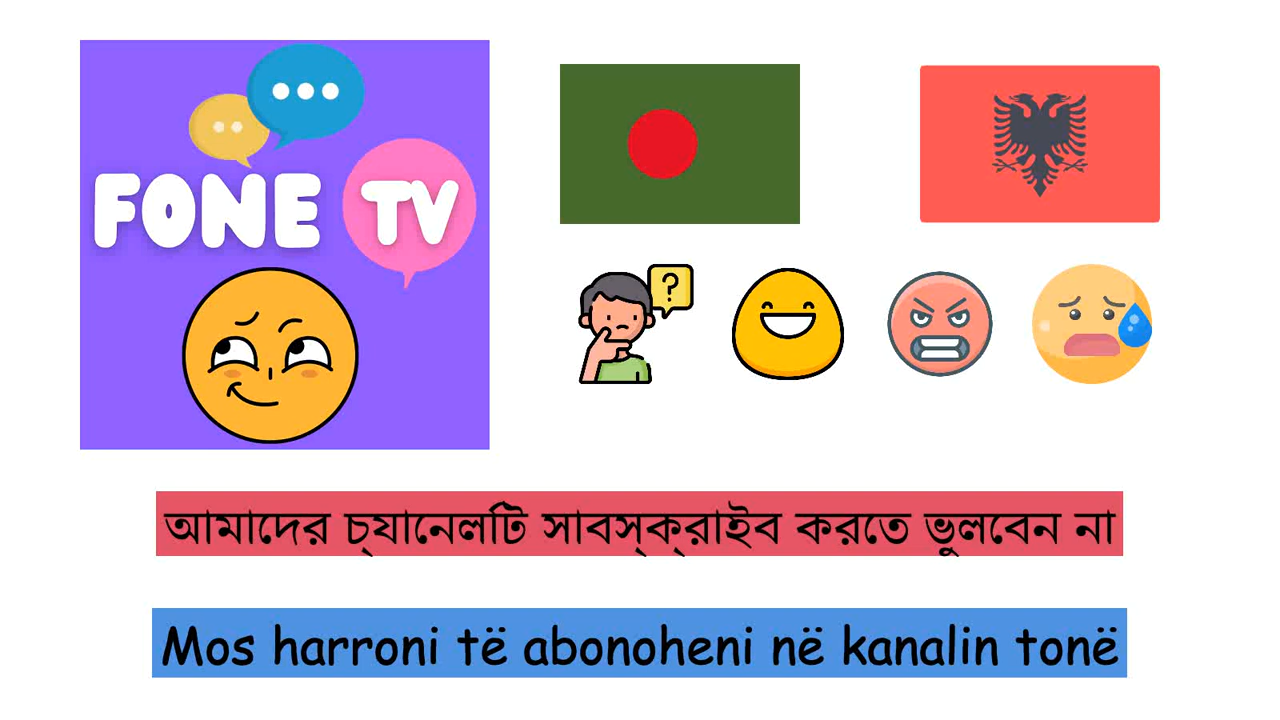 FONE TV
?
আমাদের চ্যানেলটি সাবস্ক্রাইব করতে ভুলবেন না
Mos harroni të abonoheni në kanalin tonë